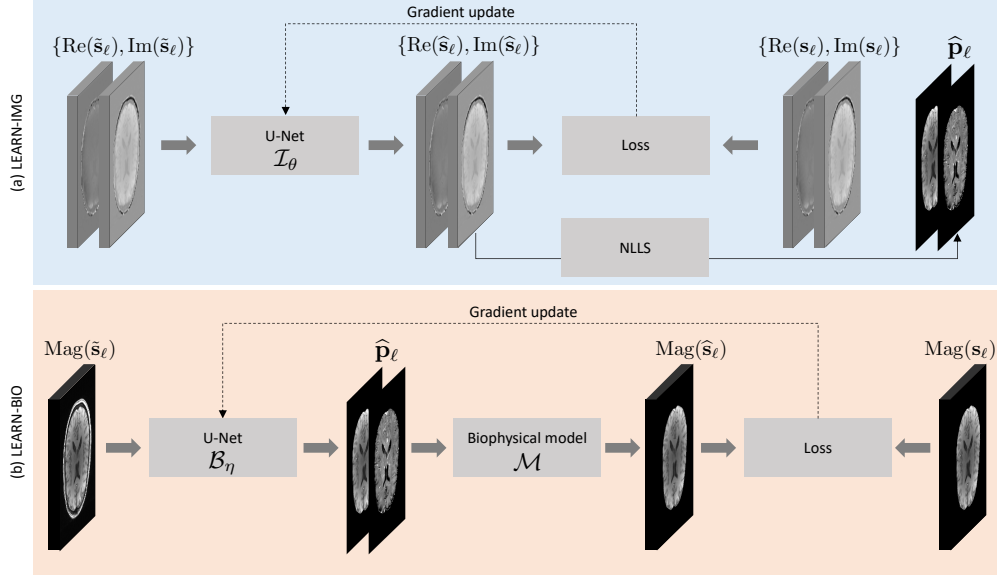 (a) LEARN-IMG
Gradient update
{Re(s̃ℓ), Im(s̃ℓ)}
{Re(ŝℓ), Im(ŝℓ)}
{Re(sℓ), Im(sℓ)}
p̂ℓ
U-Net
ℐθ
Loss
NLLS
(b) LEARN-BIO
Gradient update
Mag(s̃ℓ)
p̂ℓ
Mag(ŝℓ)
Mag(sℓ)
U-Net
ℬη
Biophysical model
ℳ
Loss